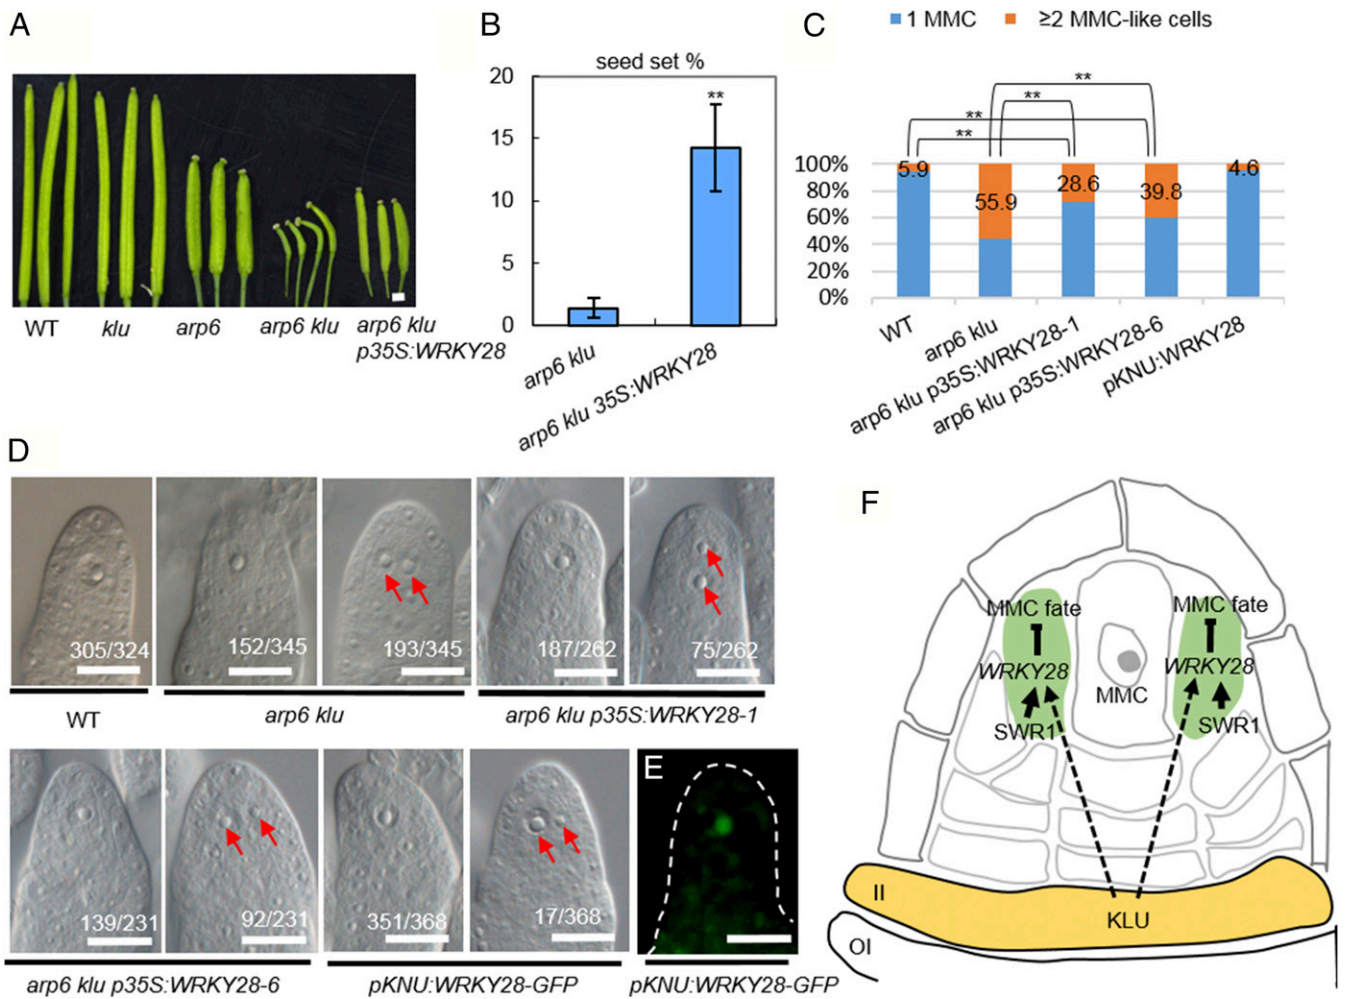 A
WT
klu
arp6
arp6 klu
arp6 klu
p35S:WRKY28
B
seed set %
20
15
10
5
0
**
arp6 klu
arp6 klu 35S:WRKY28
C
1 MMC
≥2 MMC-like cells
**
**
**
**
100%
80%
60%
40%
20%
0%
5.9
55.9
28.6
39.8
4.6
WT
arp6 klu
arp6 klu p35S:WRKY28-1
arp6 klu p35S:WRKY28-6
pKNU:WRKY28
D
305/324
152/345
193/345
187/262
75/262
WT
arp6 klu
arp6 klu p35S:WRKY28-1
139/231
92/231
351/368
17/368
arp6 klu p35S:WRKY28-6
pKNU:WRKY28-GFP
E
pKNU:WRKY28-GFP
F
MMC fate
MMC fate
WRKY28
WRKY28
MMC
SWR1
SWR1
II
KLU
OI